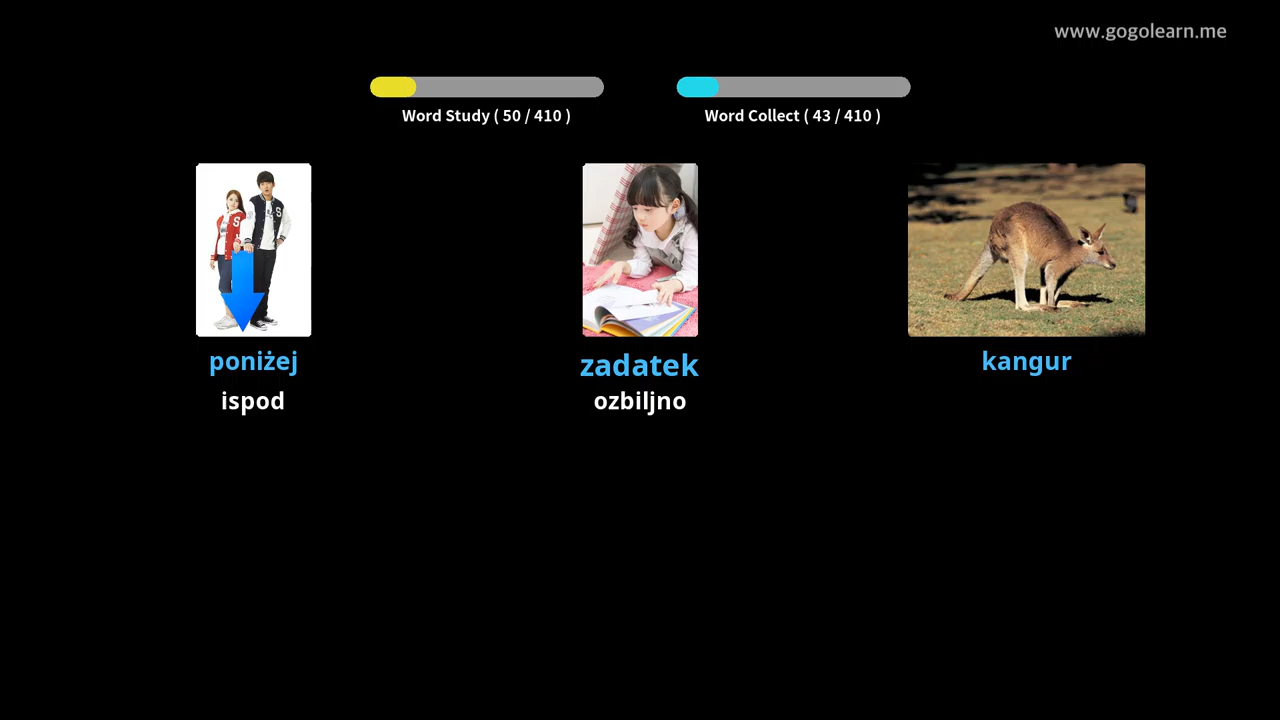 www.gogolearn.me
Word Study ( 50 / 410 )
Word Collect ( 43 / 410 )
poniżej
ispod
zadatek
ozbiljno
kangur